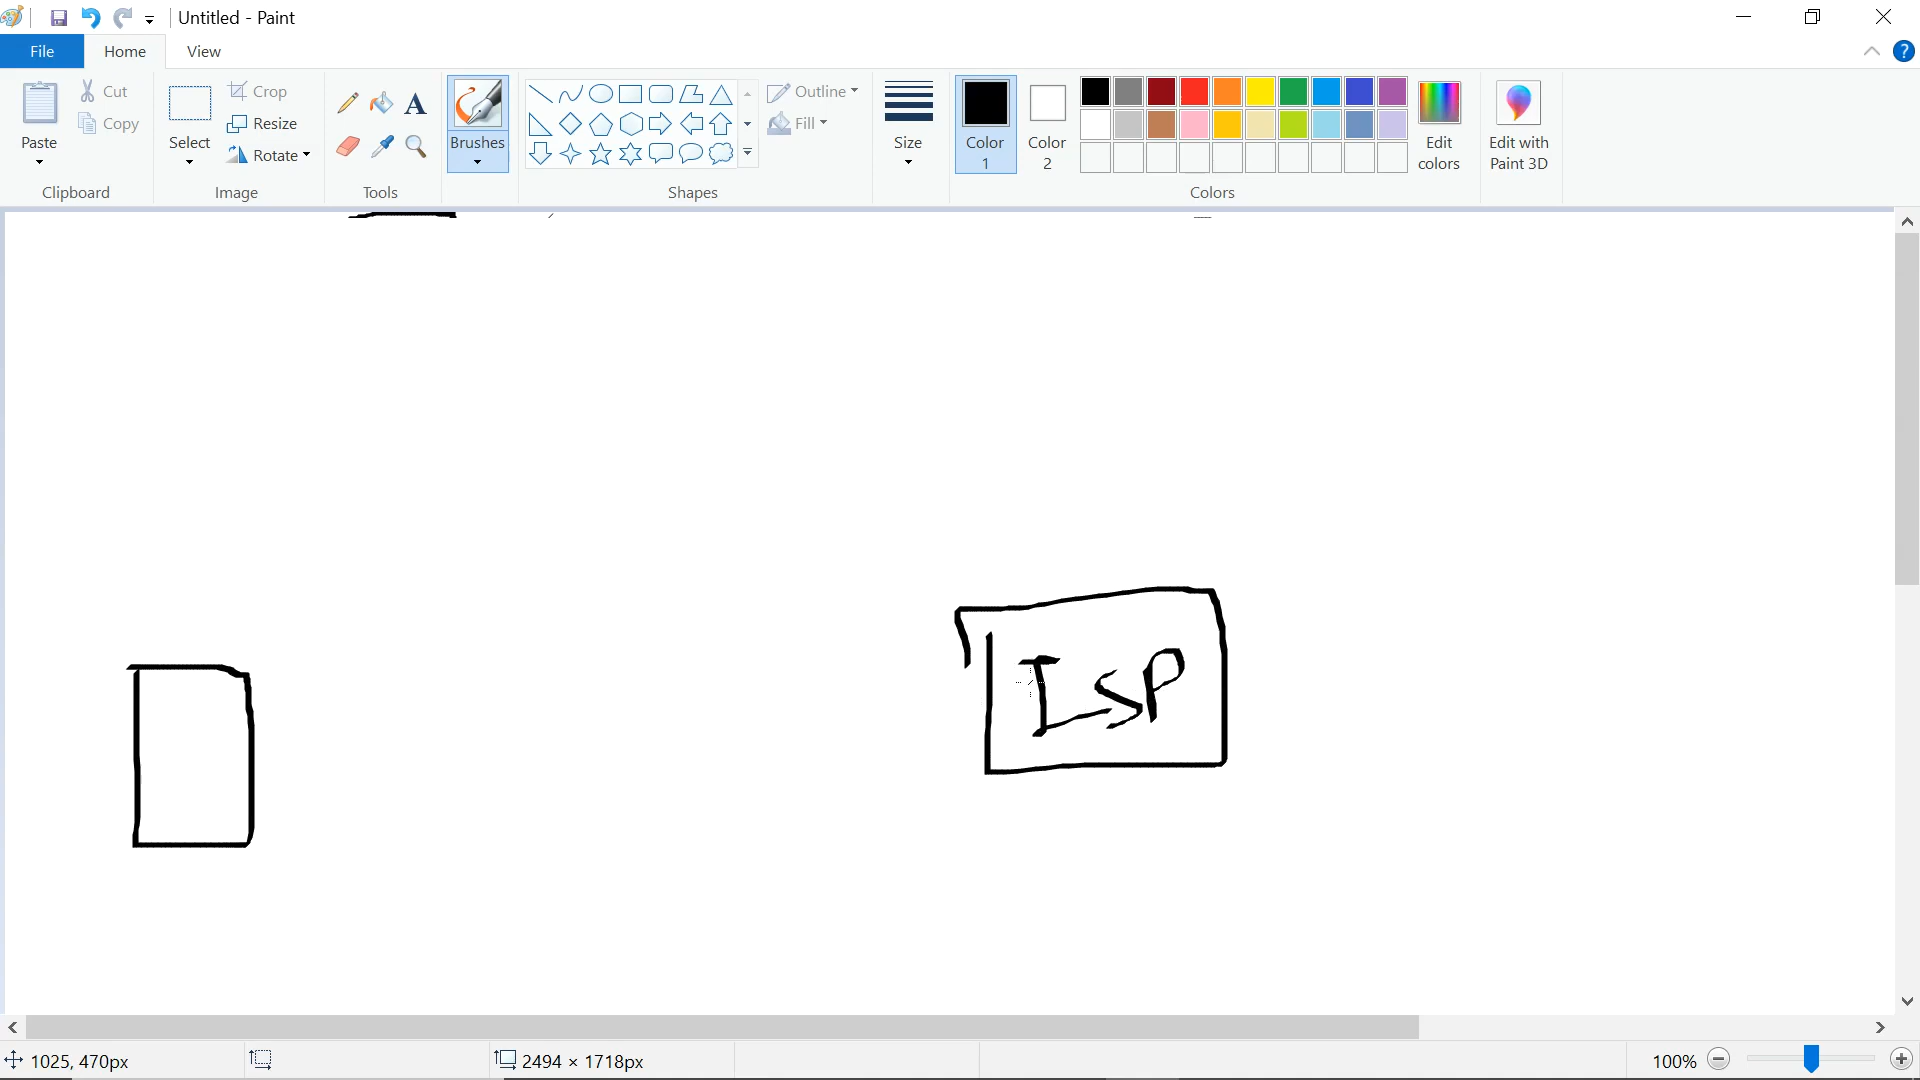 Untitled - Paint
File Home View
Paste
Cut
Copy
Clipboard
Select
Crop
Resize
Rotate
Image
Tools
Brushes
Shapes
Outline
Fill
Size
Color 1
Color 2
Colors
Edit colors
Edit with Paint 3D
?
A
ISP
1025, 470px
2494 × 1718px
100%